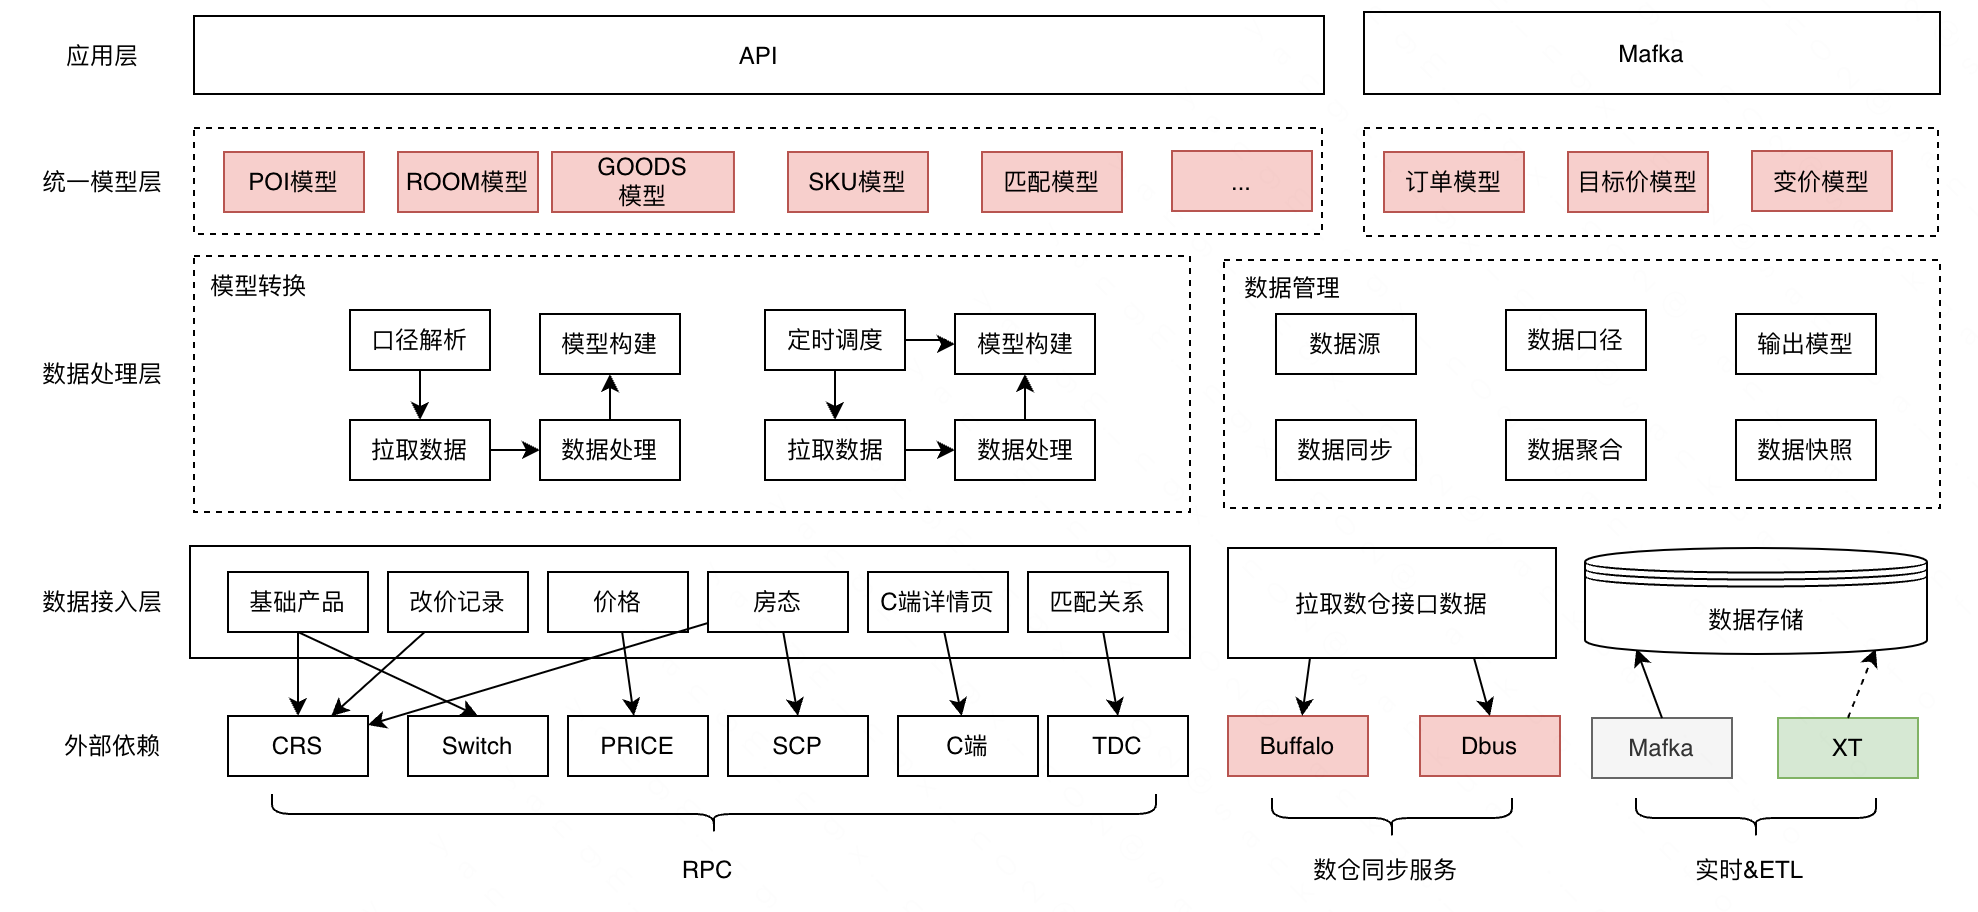 应用层
API
Mafka
统一模型层
POI模型
ROOM模型
GOODS
模型
SKU模型
匹配模型
...
订单模型
目标价模型
变价模型
数据处理层
模型转换
口径解析
模型构建
定时调度
模型构建
拉取数据
数据处理
拉取数据
数据处理
数据管理
数据源
数据口径
输出模型
数据同步
数据聚合
数据快照
数据接入层
基础产品
改价记录
价格
房态
C端详情页
匹配关系
拉取数仓接口数据
数据存储
外部依赖
CRS
Switch
PRICE
SCP
C端
TDC
Buffalo
Dbus
Mafka
XT
RPC
数仓同步服务
实时&ETL